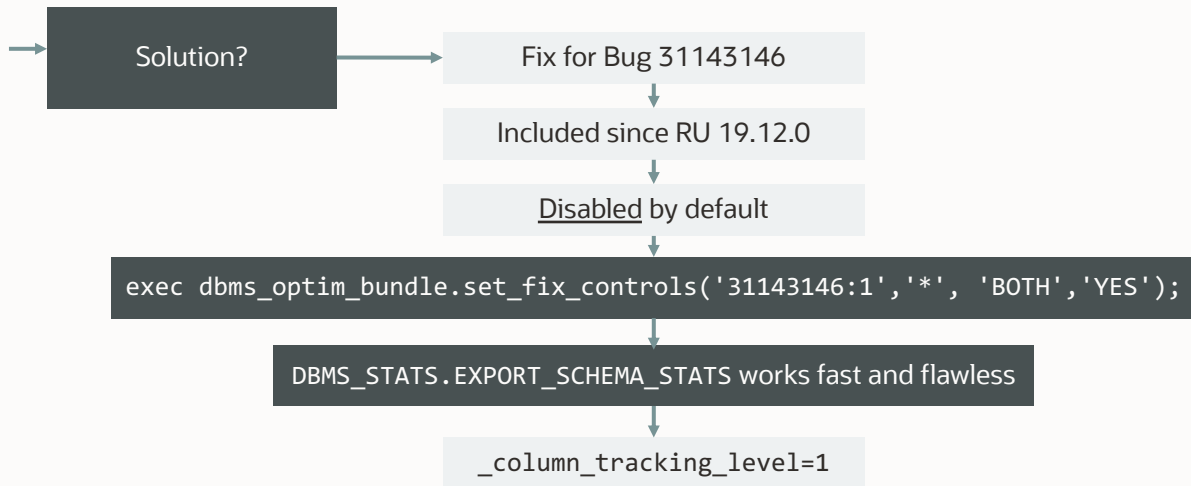 Solution?
Fix for Bug 31143146
Included since RU 19.12.0
Disabled by default
exec dbms_optim_bundle.set_fix_controls('31143146:1','*', 'BOTH','YES');
DBMS_STATS.EXPORT_SCHEMA_STATS works fast and flawless
_column_tracking_level=1